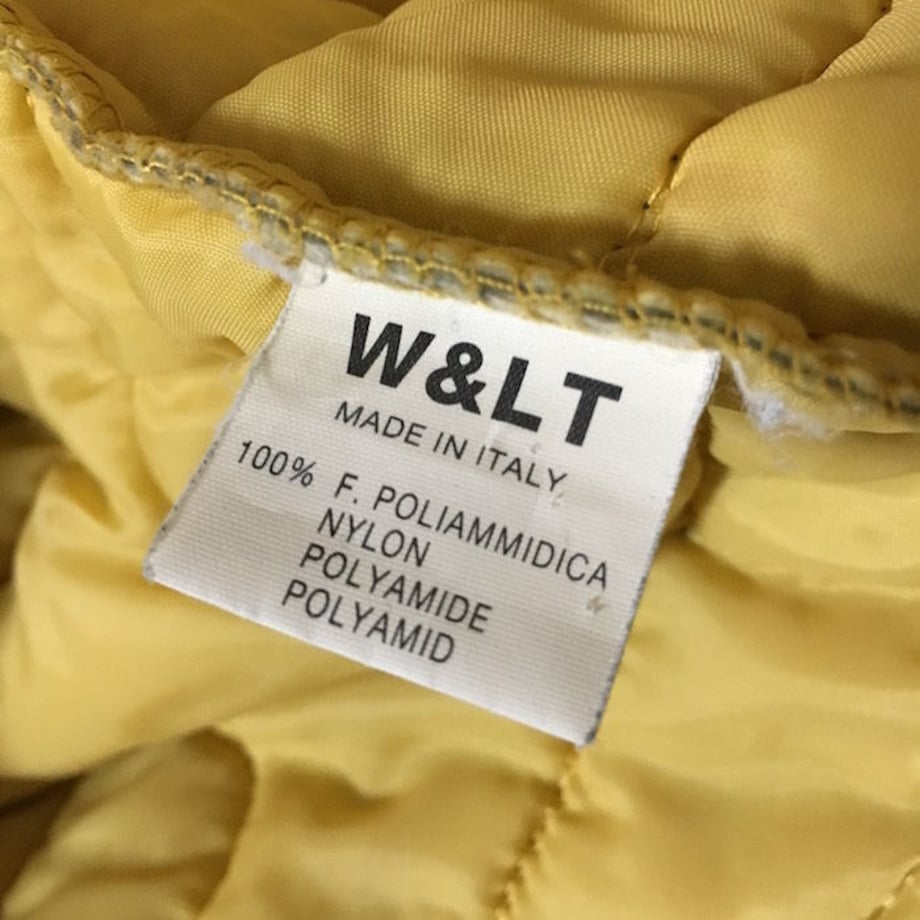 W&LT
MADE IN ITALY
100% F. POLIAMMIDICA
NYLON
POLYAMIDE
POLYAMID